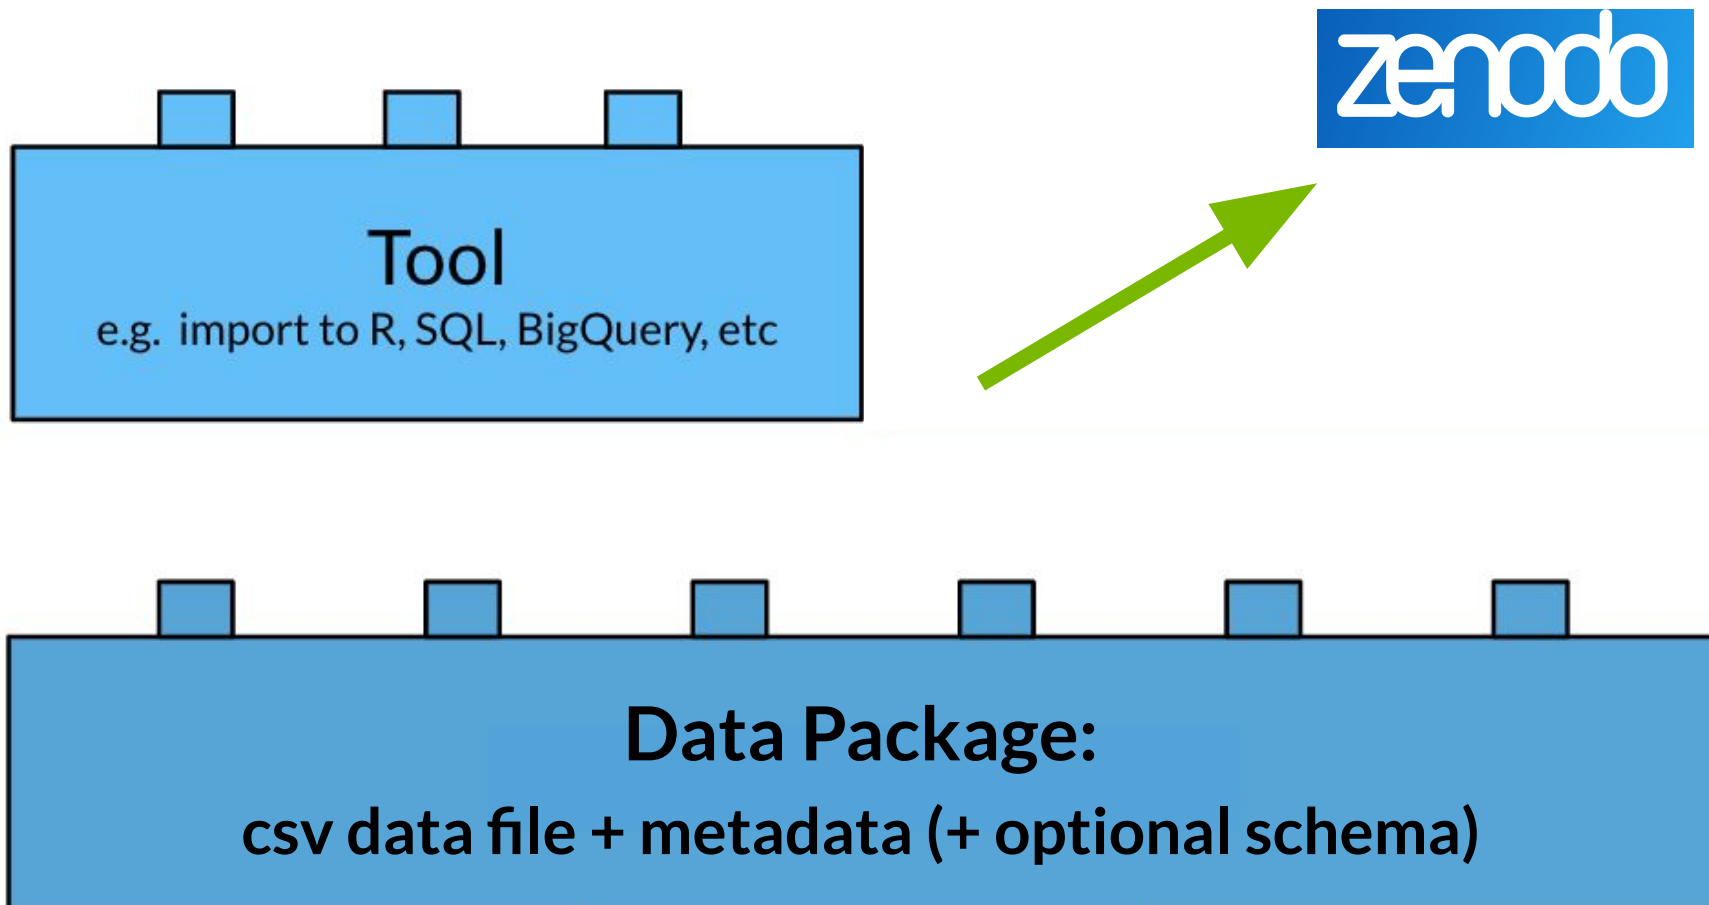 zenodo
Tool
e.g. import to R, SQL, BigQuery, etc
Data Package:
csv data file + metadata (+ optional schema)